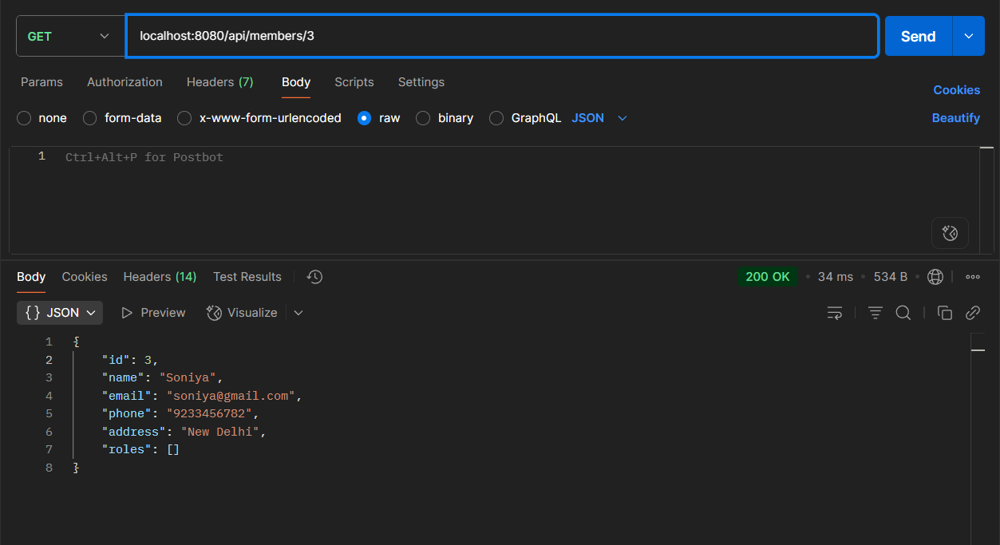 GET localhost:8080/api/members/3 Send
Params Authorization Headers (7) Body Scripts Settings Cookies
none form-data x-www-form-urlencoded raw binary GraphQL JSON Beautify
1 Ctrl+Alt+P for Postbot
Body Cookies Headers (14) Test Results 200 OK • 34 ms • 534 B •
{} JSON Preview Visualize
1 {
2 "id": 3,
3 "name": "Soniya",
4 "email": "soniya@gmail.com",
5 "phone": "9233456782",
6 "address": "New Delhi",
7 "roles": []
8 }